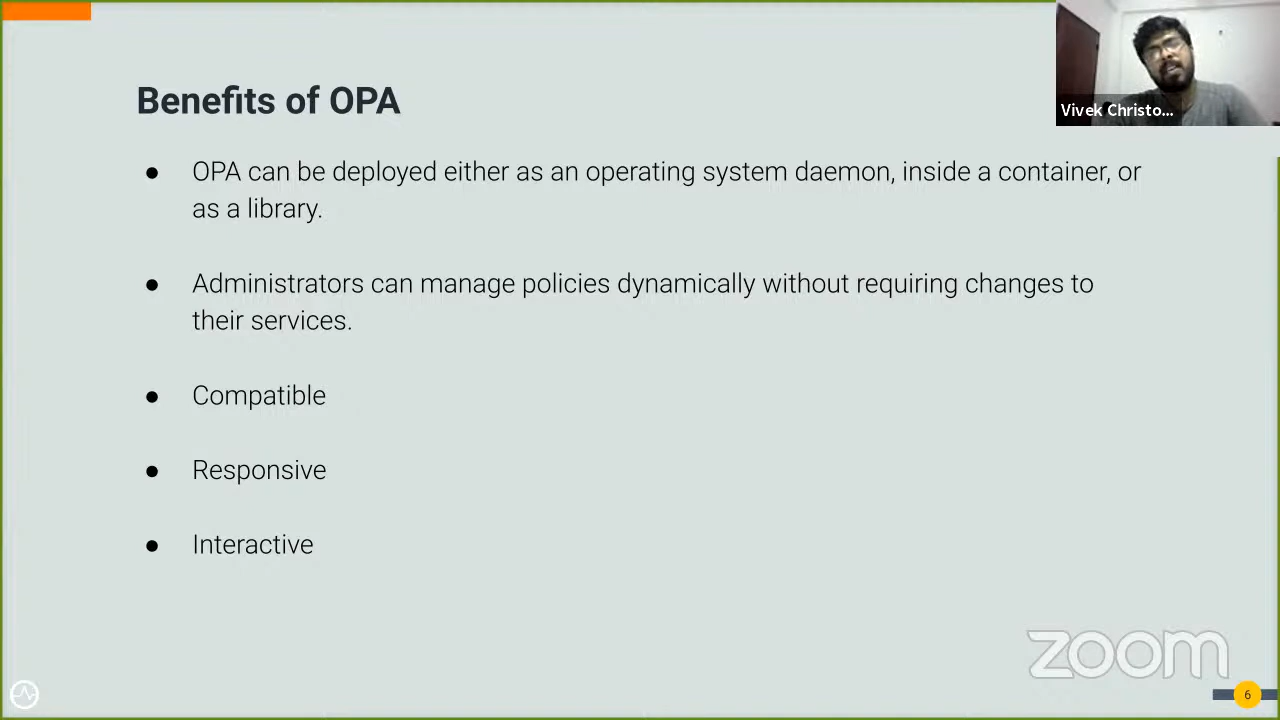 Benefits of OPA
Vivek Christo...
● OPA can be deployed either as an operating system daemon, inside a container, or
as a library.
● Administrators can manage policies dynamically without requiring changes to
their services.
● Compatible
● Responsive
● Interactive
zoom
6